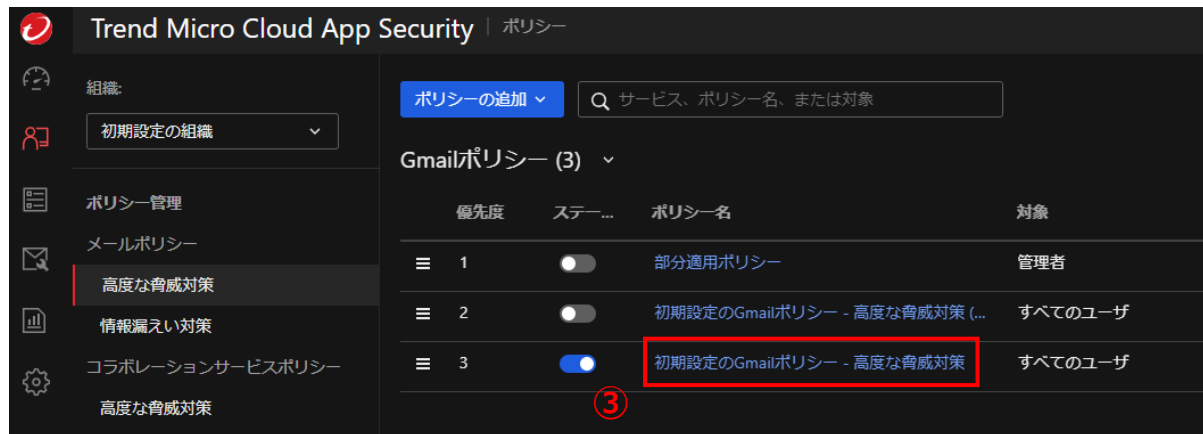 Trend Micro Cloud App Security | ポリシー
組織:
初期設定の組織
ポリシー管理
メールポリシー
高度な脅威対策
情報漏えい対策
コラボレーションサービスポリシー
高度な脅威対策
ポリシーの追加
サービス、ポリシー名、または対象
Gmailポリシー (3)
優先度 ステー... ポリシー名 対象
1 部分適用ポリシー 管理者
2 初期設定のGmailポリシー - 高度な脅威対策 (... すべてのユーザ
3 初期設定のGmailポリシー - 高度な脅威対策 すべてのユーザ
③